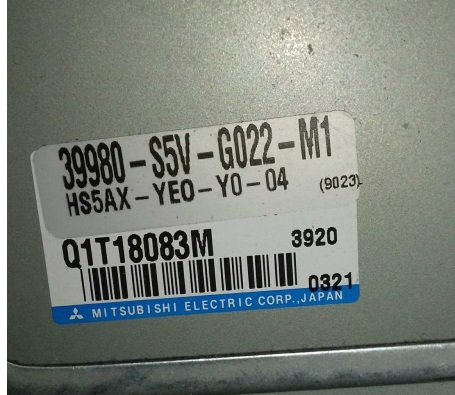 39980-S5V-G022-M1
HS5AX-YEO-Y0-04 (9023)
Q1T18083M 3920
0321
MITSUBISHI ELECTRIC CORP.,JAPAN